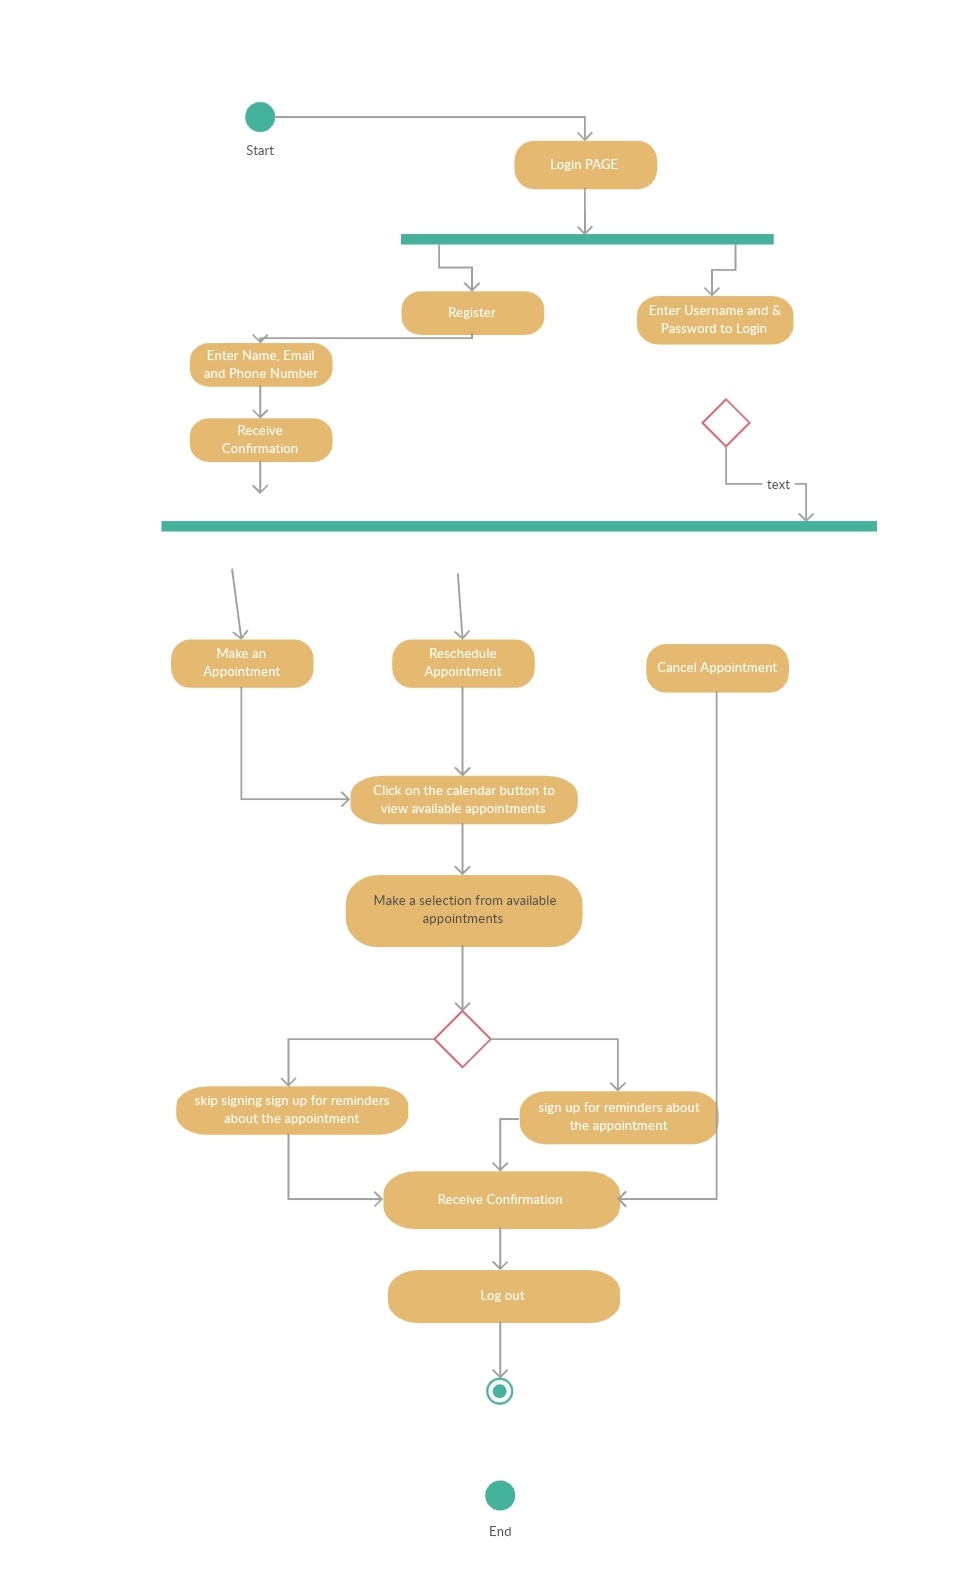 Start
Login PAGE
Register
Enter Username and &
Password to Login
Enter Name, Email
and Phone Number
Receive
Confirmation
text
Make an
Appointment
Reschedule
Appointment
Cancel Appointment
Click on the calendar button to
view available appointments
Make a selection from available
appointments
skip signing sign up for reminders
about the appointment
sign up for reminders about
the appointment
Receive Confirmation
Log out
End